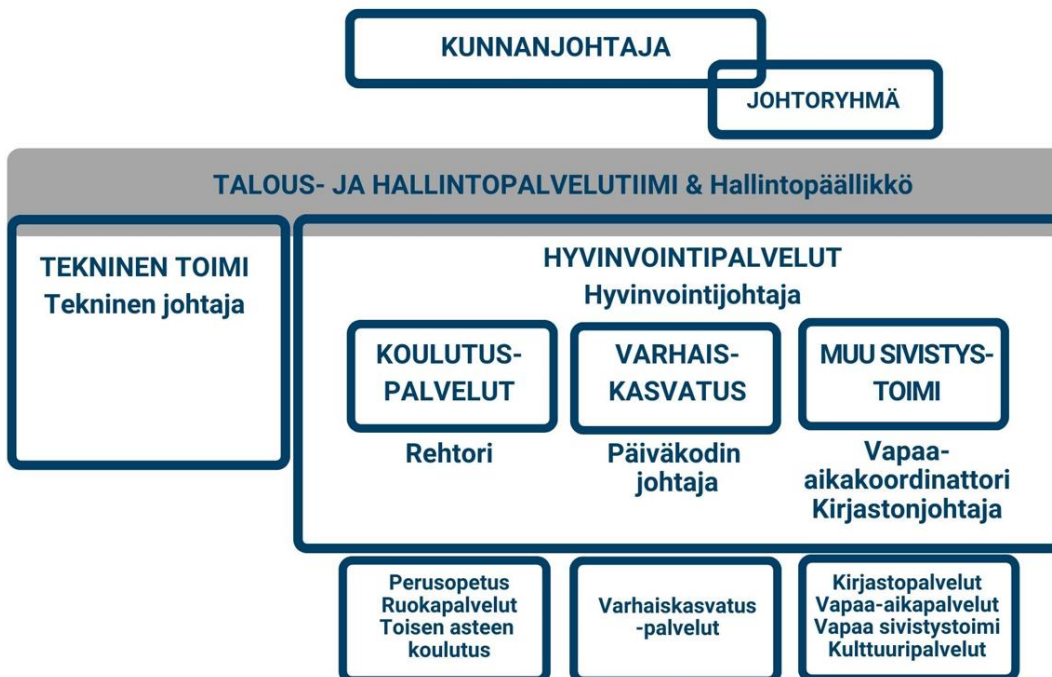 KUNNANJOHTAJA
JOHTORYHMÄ
TALOUS- JA HALLINTOPALVELUTIIMI & Hallintopäällikkö
TEKNINEN TOIMI
Tekninen johtaja
HYVINVOINTIPALVELUT
Hyvinvointijohtaja
KOULUTUS-
PALVELUT
Rehtori
VARHAIS-
KASVATUS
Päiväkodin
johtaja
MUU SIVISTYS-
TOIMI
Vapaa-
aikakoordinattori
Kirjastonjohtaja
Perusopetus
Ruokapalvelut
Toisen asteen
koulutus
Varhaiskasvatus
-palvelut
Kirjastopalvelut
Vapaa-aikapalvelut
Vapaa sivistystoimi
Kulttuuripalvelut